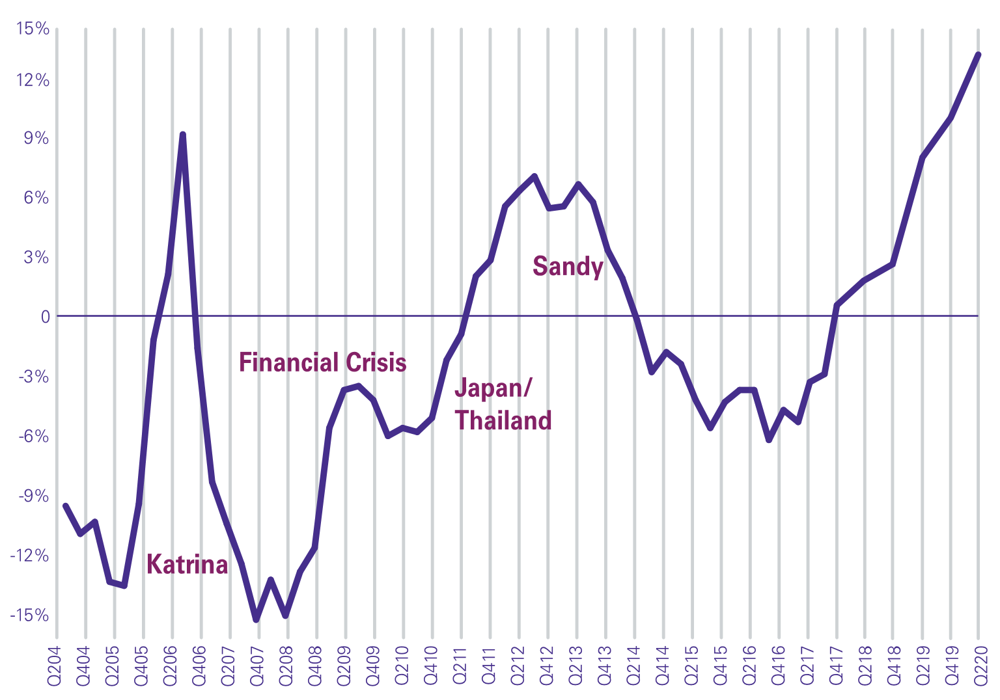 15%
12%
9%
6%
3%
0
-3%
-6%
-9%
-12%
-15%
Katrina
Financial Crisis
Japan/
Thailand
Sandy
Q204
Q404
Q205
Q405
Q206
Q406
Q207
Q407
Q208
Q408
Q209
Q409
Q210
Q410
Q211
Q411
Q212
Q412
Q213
Q413
Q214
Q414
Q215
Q415
Q216
Q416
Q217
Q417
Q218
Q418
Q219
Q419
Q220